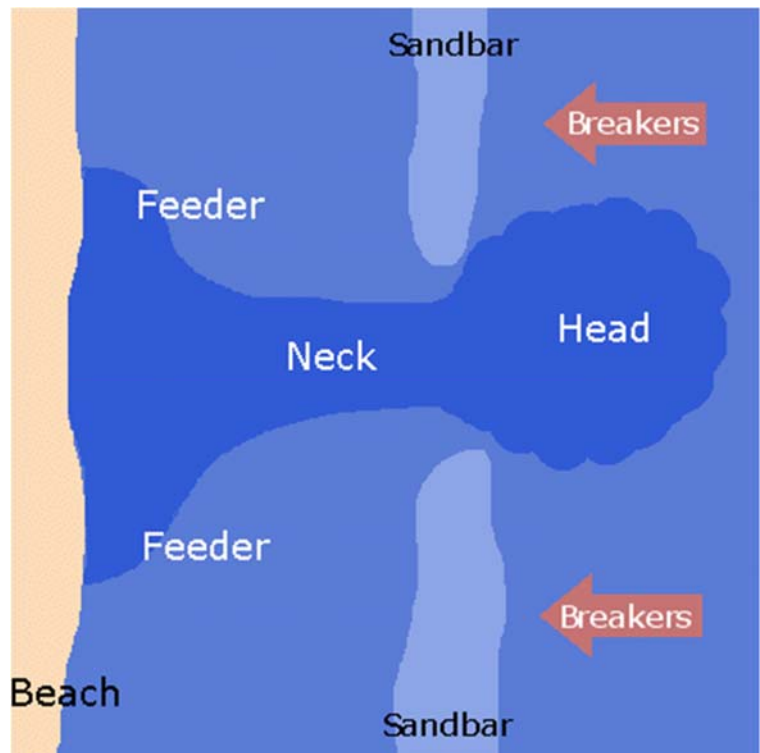 Sandbar
Breakers
Feeder
Head
Neck
Feeder
Breakers
Beach
Sandbar